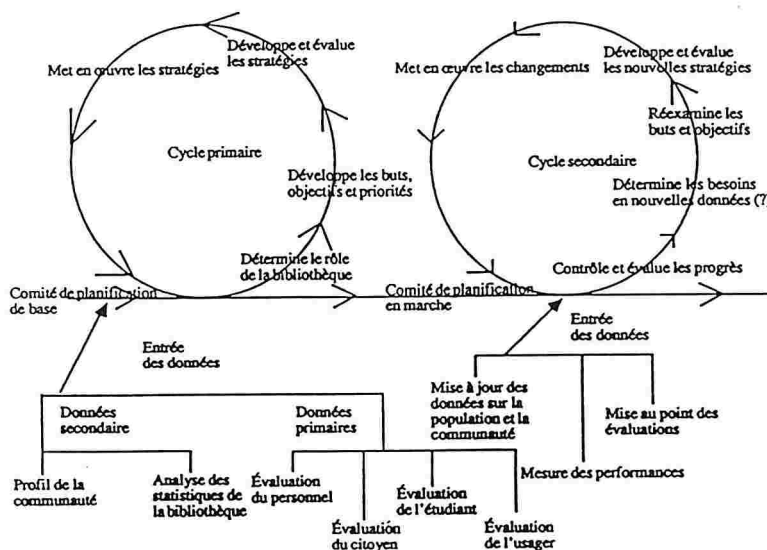 Développe et évalue
les stratégies
Met en œuvre les stratégies
Cycle primaire
Développe les buts,
objectifs et priorités
Détermine le rôle
de la bibliothèque
Comité de planification
de base
Entrée
des données
Données
secondaire
Données
primaires
Profil de la
communauté
Analyse des
statistiques de
la bibliothèque
Évaluation
du personnel
Évaluation
du citoyen
Évaluation
de l'étudiant
Évaluation
de l'usager
Développe et évalue
les nouvelles stratégies
Met en œuvre les changements
Réexamine les
buts et objectifs
Cycle secondaire
Détermine les besoins
en nouvelles données (?)
Contrôle et évalue les progrès
Comité de planification
en marche
Entrée
des données
Mise à jour des
données sur la
population et la
communauté
Mise au point des
évaluations
Mesure des performances